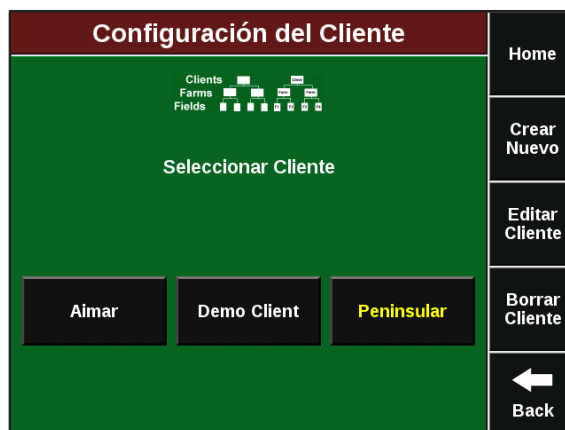 Configuración del Cliente
Home
Clients
Farms
Fields
Crear
Nuevo
Seleccionar Cliente
Editar
Cliente
Aimar
Demo Client
Peninsular
Borrar
Cliente
Back